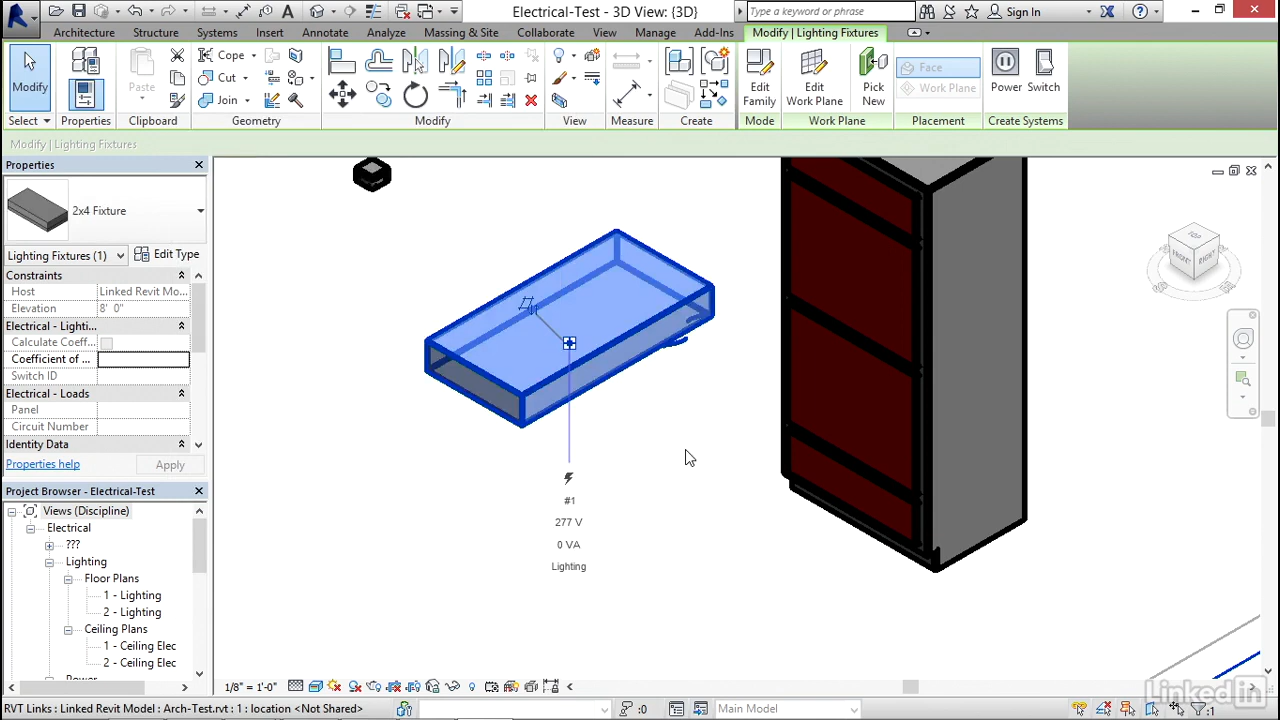 Electrical-Test - 3D View: {3D}
Type a keyword or phrase
Sign In
Architecture
Structure
Systems
Insert
Annotate
Analyze
Massing & Site
Collaborate
View
Manage
Add-Ins
Modify | Lighting Fixtures
Modify
Paste
Cope
Cut
Join
Edit
Family
Edit
Work Plane
Pick
New
Face
Work Plane
Power
Switch
Select
Properties
Clipboard
Geometry
Modify
View
Measure
Create
Mode
Work Plane
Placement
Create Systems
Modify | Lighting Fixtures
Properties
2x4 Fixture
Lighting Fixtures (1)
Edit Type
Constraints
Host
Linked Revit Mo...
Elevation
8' 0"
Electrical - Lighti...
Calculate Coeff...
Coefficient of ...
Switch ID
Electrical - Loads
Panel
Circuit Number
Identity Data
Properties help
Apply
Project Browser - Electrical-Test
Views (Discipline)
Electrical
???
Lighting
Floor Plans
1 - Lighting
2 - Lighting
Ceiling Plans
1 - Ceiling Elec
2 - Ceiling Elec
Power
#1
277 V
0 VA
Lighting
TOP
FRONT
RIGHT
1/8" = 1'-0"
RVT Links : Linked Revit Model : Arch-Test.rvt : 1 : location <Not Shared>
:0
Main Model
:1
Linked in